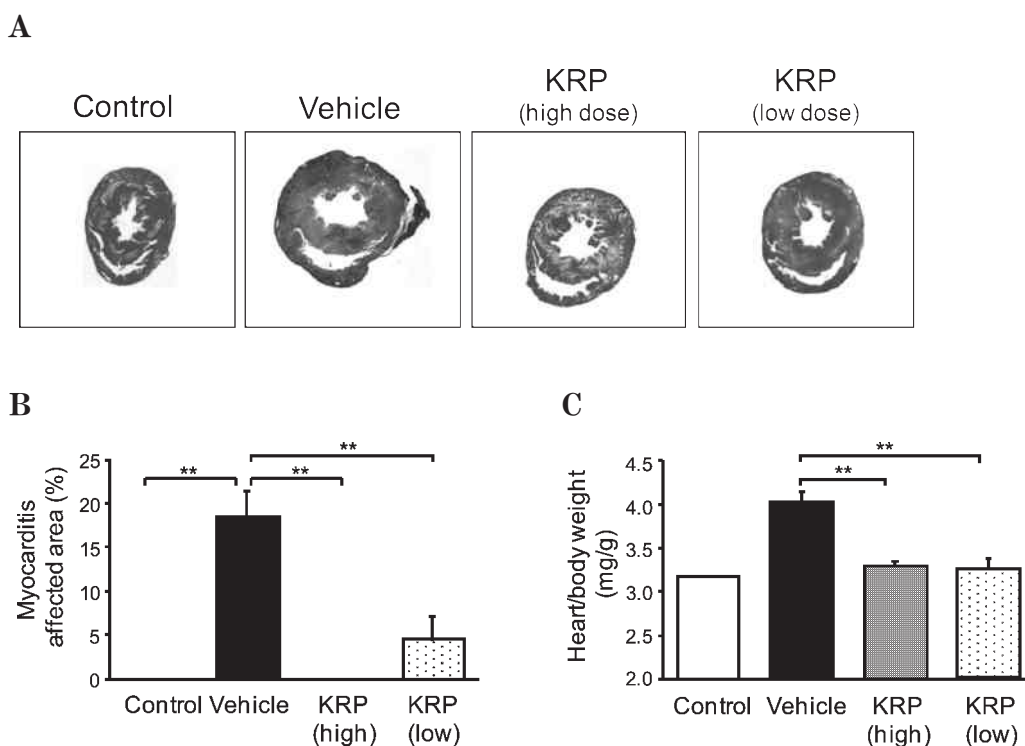 A
Control
Vehicle
KRP
(high dose)
KRP
(low dose)
B
Myocarditis
affected area (%)
25
20
15
10
5
0
**
**
**
Control
Vehicle
KRP
(high)
KRP
(low)
C
Heart/body weight
(mg/g)
4.5
4.0
3.5
3.0
2.5
2.0
**
**
Control
Vehicle
KRP
(high)
KRP
(low)